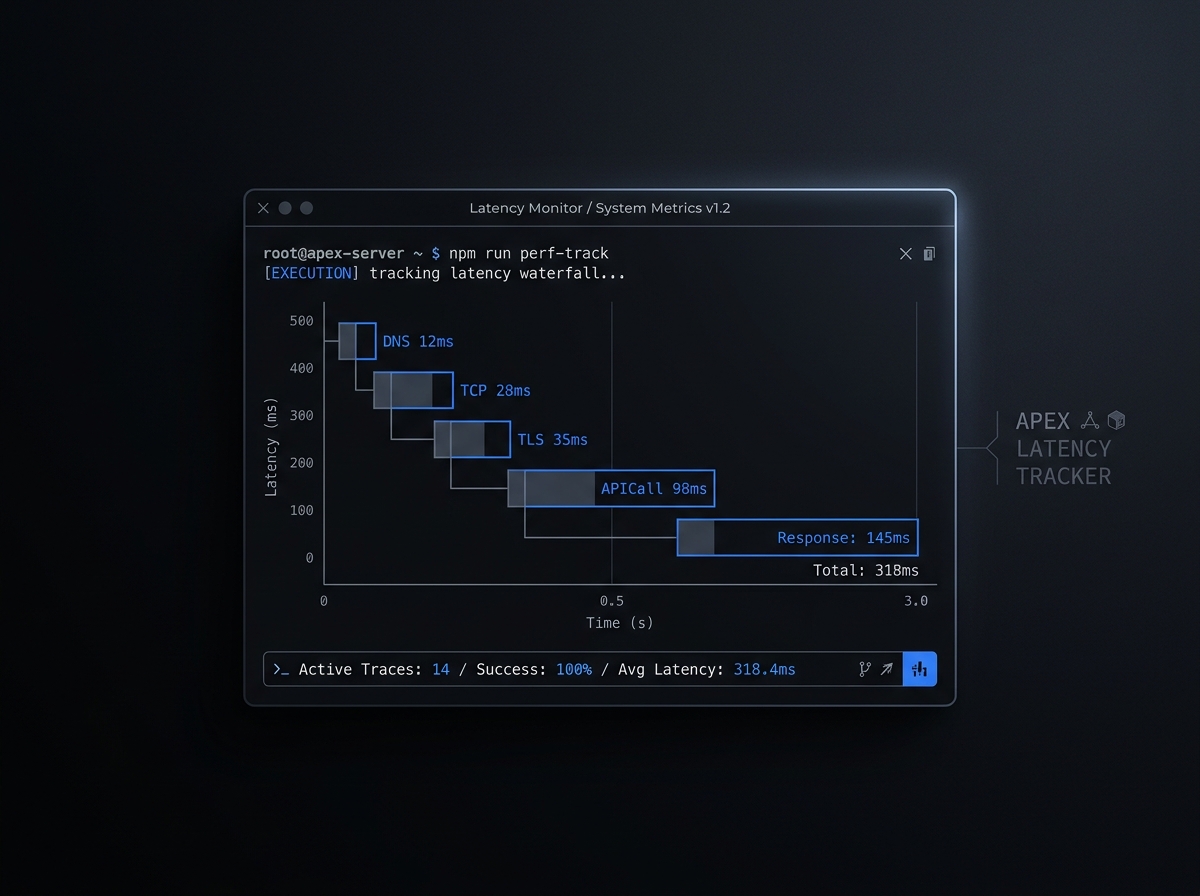 Latency Monitor / System Metrics v1.2
root@apex-server ~ $ npm run perf-track
[EXECUTION] tracking latency waterfall...
500
400
300
200
100
0
Latency (ms)
DNS 12ms
TCP 28ms
TLS 35ms
APICall 98ms
Response: 145ms
Total: 318ms
0 0.5 3.0
Time (s)
>_ Active Traces: 14 / Success: 100% / Avg Latency: 318.4ms
APEX
LATENCY
TRACKER